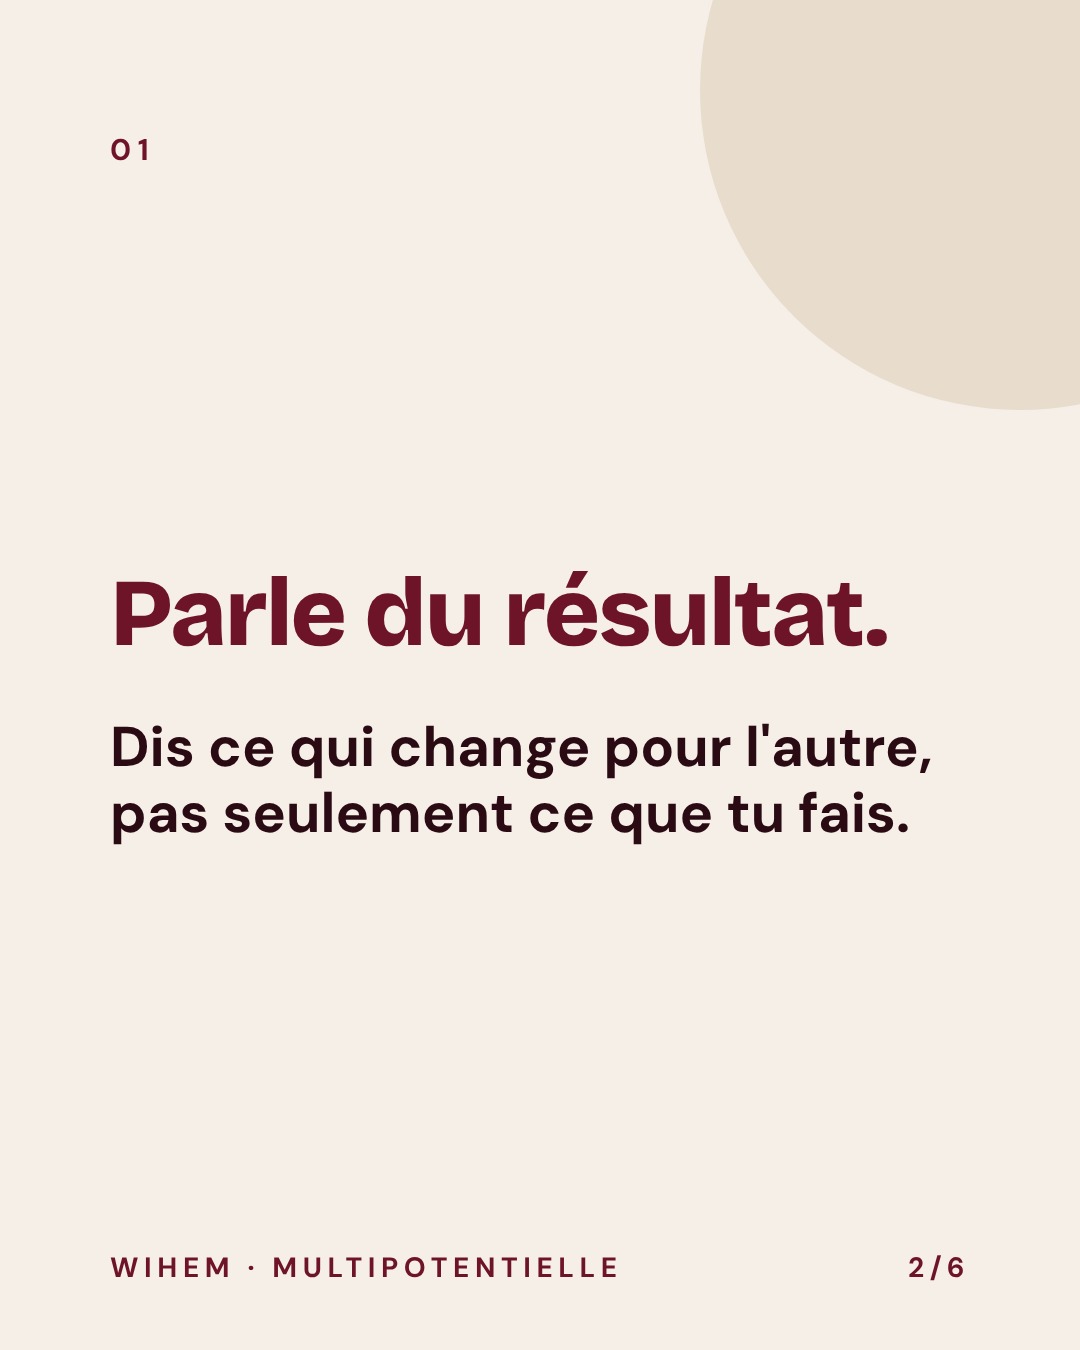 01
Parle du résultat.
Dis ce qui change pour l'autre,
pas seulement ce que tu fais.
WIHEM · MULTIPOTENTIELLE
2/6